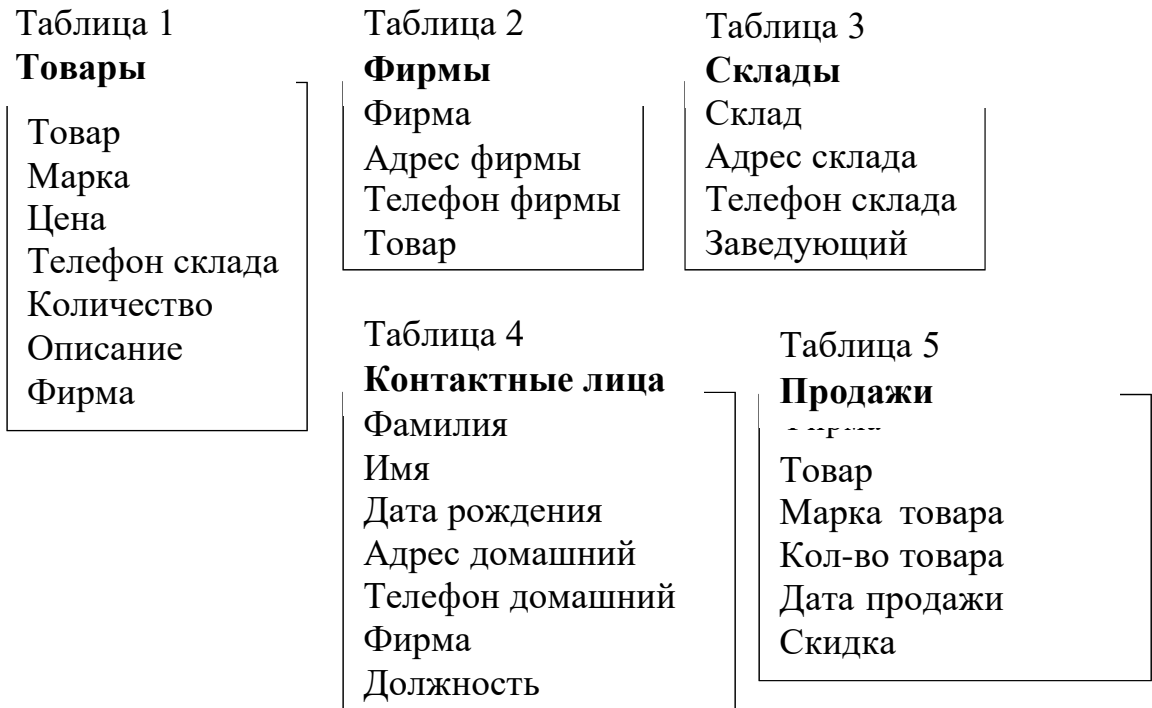 Таблица 1
Товары
Товар
Марка
Цена
Телефон склада
Количество
Описание
Фирма
Таблица 2
Фирмы
Фирма
Адрес фирмы
Телефон фирмы
Товар
Таблица 3
Склады
Склад
Адрес склада
Телефон склада
Заведующий
Таблица 4
Контактные лица
Фамилия
Имя
Дата рождения
Адрес домашний
Телефон домашний
Фирма
Должность
Таблица 5
Продажи
Товар
Марка товара
Кол-во товара
Дата продажи
Скидка